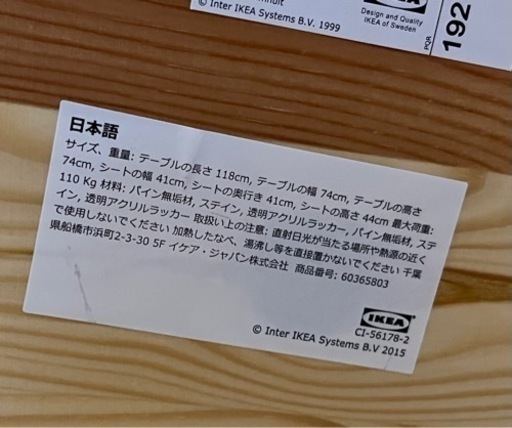 © Inter IKEA Systems B.V. 1999
Design and Quality
IKEA of Sweden
PQR
192
日本語
サイズ、重量: テーブルの長さ 118cm, テーブルの幅 74cm, テーブルの高さ
74cm, シートの幅 41cm, シートの奥行き 41cm, シートの高さ 44cm 最大荷重:
110 Kg 材料: パイン無垢材, ステイン, 透明アクリルラッカー, パイン無垢材, ステ
イン, 透明アクリルラッカー 取扱い上の注意: 直射日光が当たる場所や熱源の近く
で使用しないでください 加熱したなべ、湯沸し等を直接置かないでください 千葉
県船橋市浜町2-3-30 5F イケア・ジャパン株式会社 商品番号: 60365803
IKEA
CI-56178-2
© Inter IKEA Systems B.V 2015